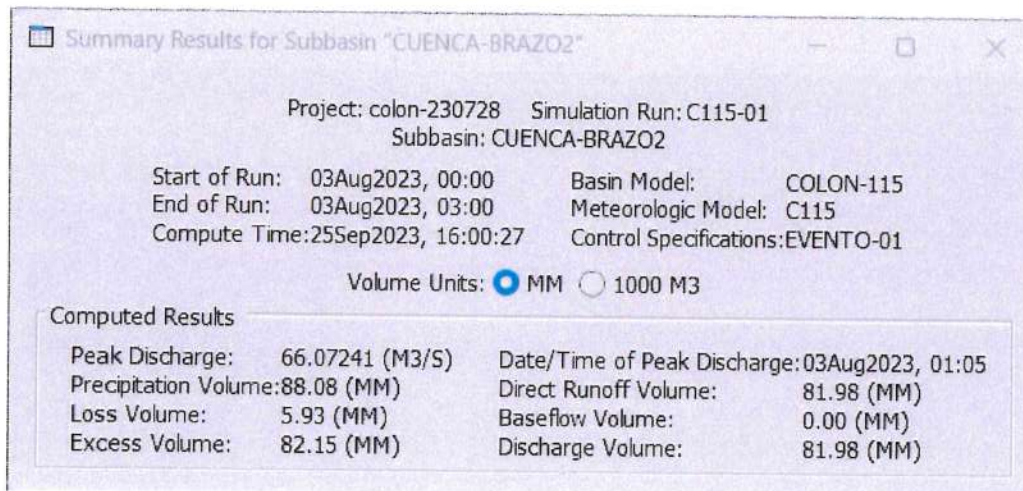 Summary Results for Subbasin "CUENCA-BRAZO2"
Project: colon-230728 Simulation Run: C115-01
Subbasin: CUENCA-BRAZO2
Start of Run: 03Aug2023, 00:00 Basin Model: COLON-115
End of Run: 03Aug2023, 03:00 Meteorologic Model: C115
Compute Time:25Sep2023, 16:00:27 Control Specifications:EVENTO-01
Volume Units: MM 1000 M3
Computed Results
Peak Discharge: 66.07241 (M3/S) Date/Time of Peak Discharge:03Aug2023, 01:05
Precipitation Volume:88.08 (MM) Direct Runoff Volume: 81.98 (MM)
Loss Volume: 5.93 (MM) Baseflow Volume: 0.00 (MM)
Excess Volume: 82.15 (MM) Discharge Volume: 81.98 (MM)